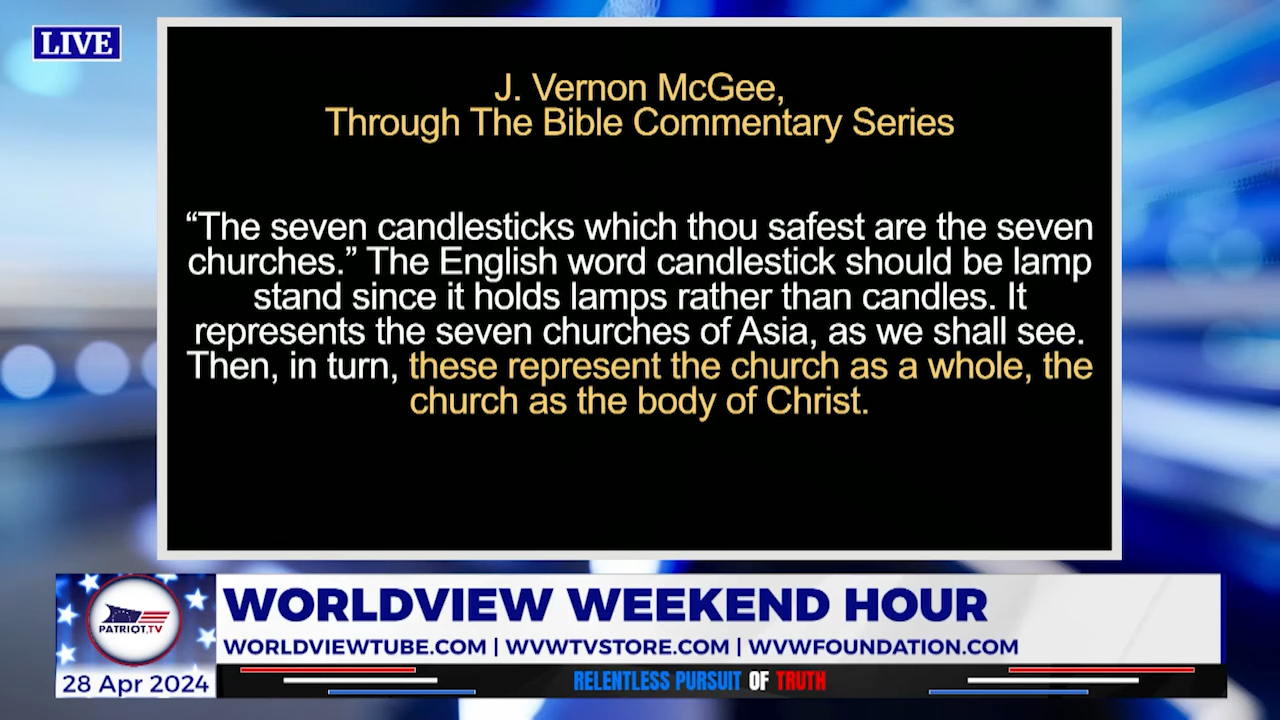 LIVE
J. Vernon McGee,
Through The Bible Commentary Series
“The seven candlesticks which thou safest are the seven
churches.” The English word candlestick should be lamp
stand since it holds lamps rather than candles. It
represents the seven churches of Asia, as we shall see.
Then, in turn, these represent the church as a whole, the
church as the body of Christ.
PATRIOT.TV
WORLDVIEW WEEKEND HOUR
WORLDVIEWTUBE.COM | WVWTVSTORE.COM | WVWFOUNDATION.COM
28 Apr 2024
RELENTLESS PURSUIT OF TRUTH